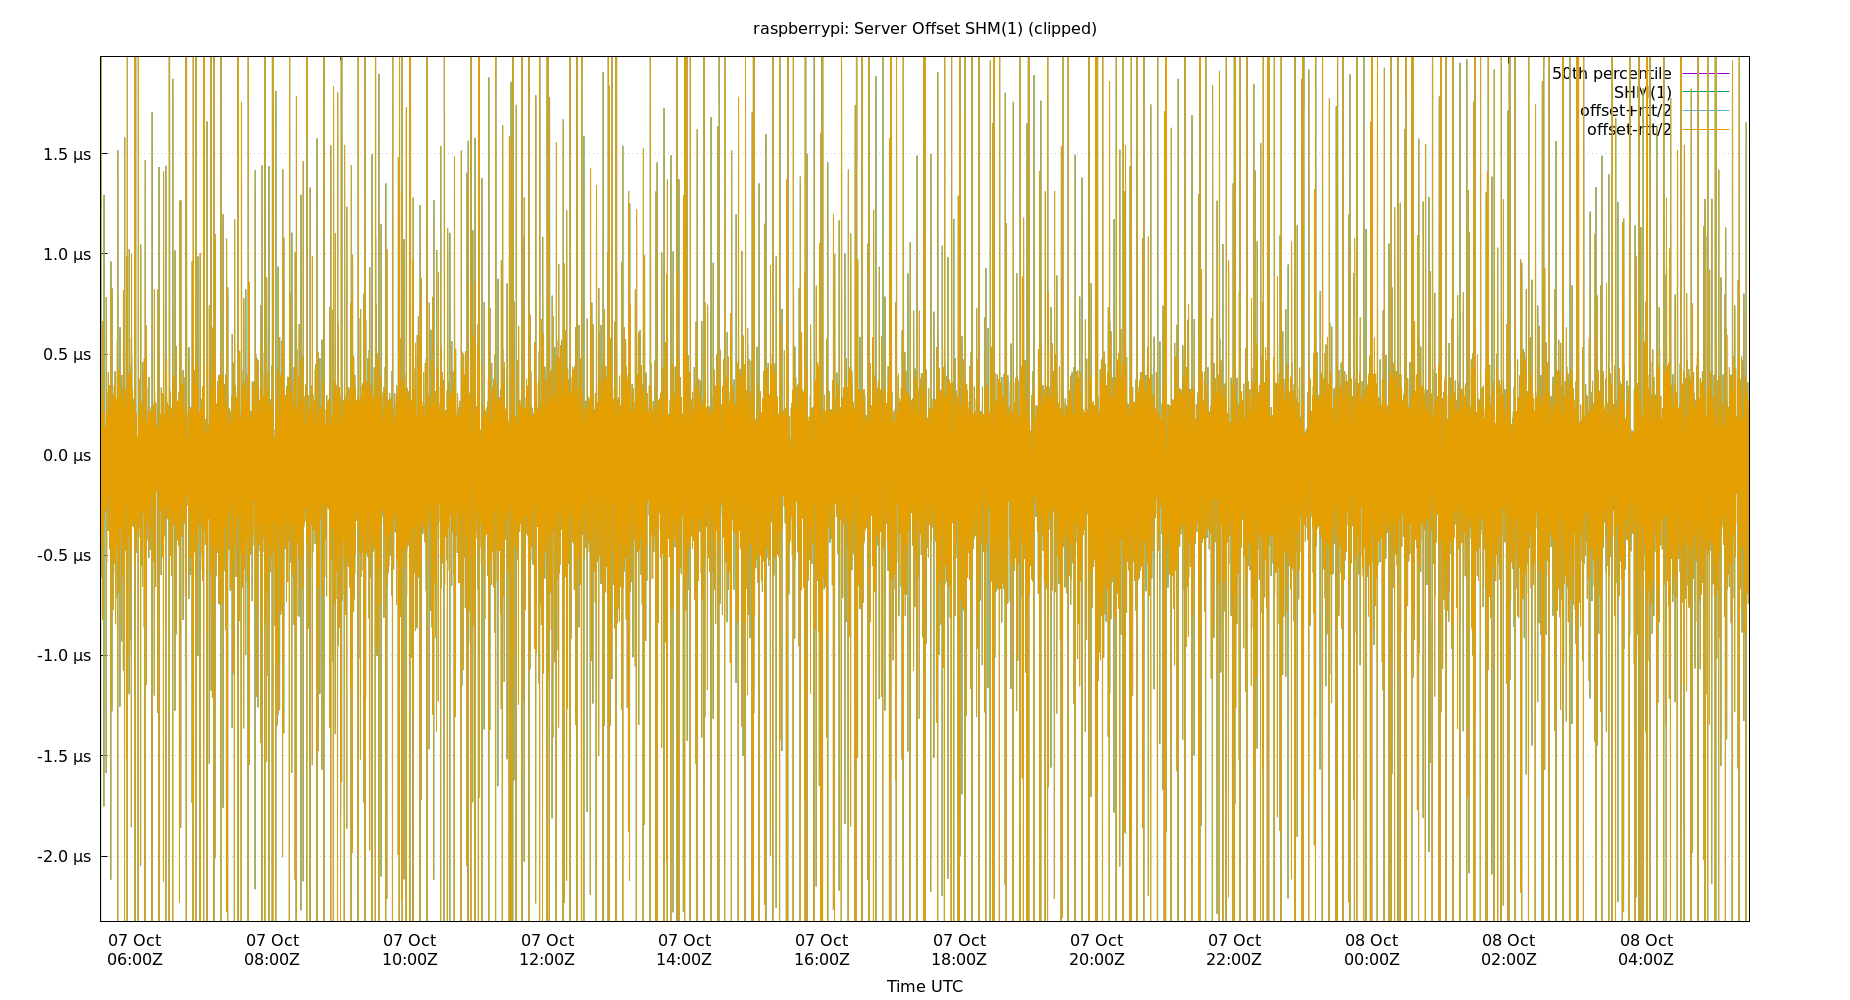 raspberrypi: Server Offset SHM(1) (clipped)
50th percentile
SHM(1)
offset+rtt/2
offset-rtt/2
1.5 µs
1.0 µs
0.5 µs
0.0 µs
-0.5 µs
-1.0 µs
-1.5 µs
-2.0 µs
07 Oct 07 Oct 07 Oct 07 Oct 07 Oct 07 Oct 07 Oct 07 Oct 07 Oct 08 Oct 08 Oct 08 Oct
06:00Z 08:00Z 10:00Z 12:00Z 14:00Z 16:00Z 18:00Z 20:00Z 22:00Z 00:00Z 02:00Z 04:00Z
Time UTC